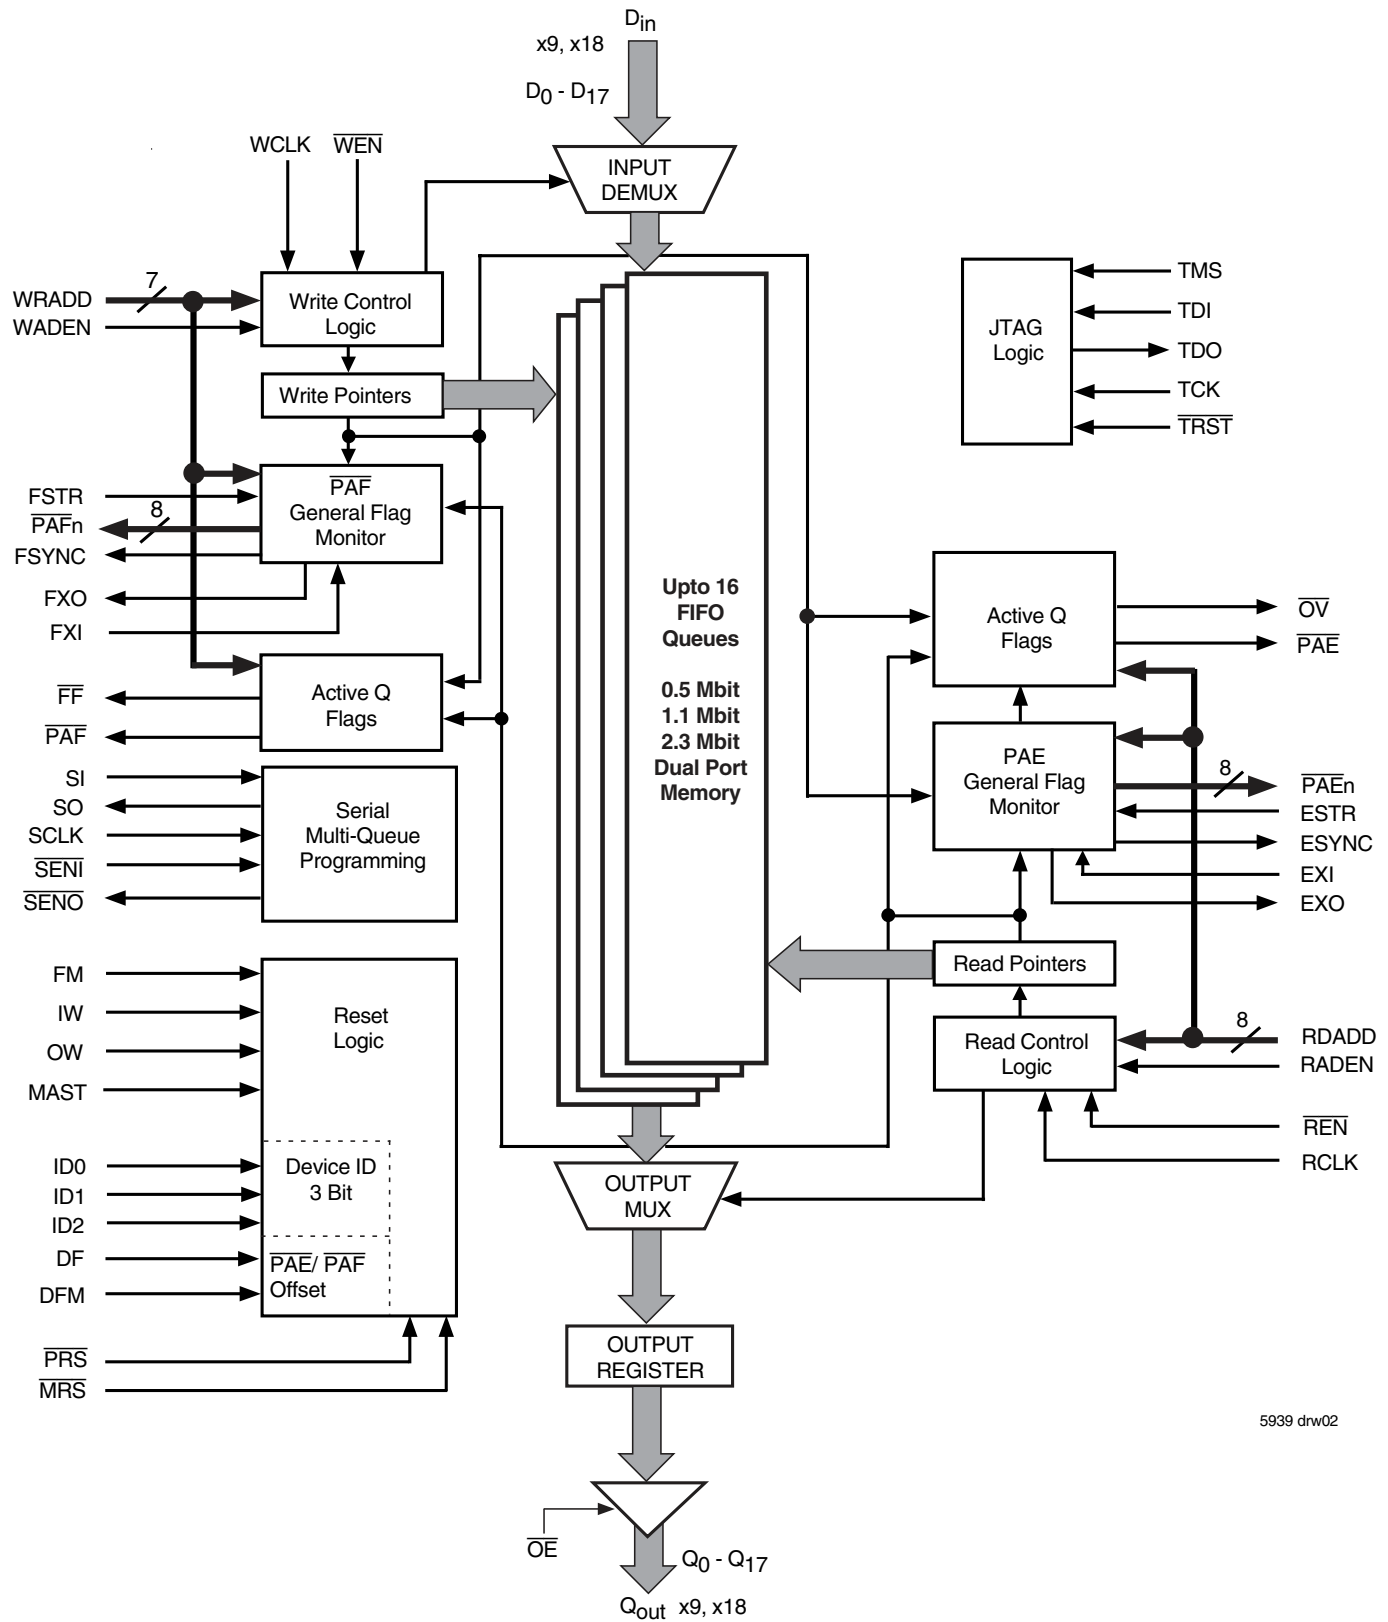 Din
x9, x18
D0 - D17
WCLK
WEN
INPUT
DEMUX
WRADD
7
WADEN
Write Control
Logic
Write Pointers
FSTR
PAFn
8
FSYNC
PAF
General Flag
Monitor
FXO
FXI
FF
PAF
Active Q
Flags
SI
SO
SCLK
SENI
SENO
Serial
Multi-Queue
Programming
FM
IW
OW
MAST
Reset
Logic
ID0
ID1
ID2
Device ID
3 Bit
DF
DFM
PAE/ PAF
Offset
PRS
MRS
Upto 16
FIFO
Queues
0.5 Mbit
1.1 Mbit
2.3 Mbit
Dual Port
Memory
JTAG
Logic
TMS
TDI
TDO
TCK
TRST
Active Q
Flags
OV
PAE
PAE
General Flag
Monitor
8
PAEn
ESTR
ESYNC
EXI
EXO
Read Pointers
Read Control
Logic
8
RDADD
RADEN
REN
RCLK
OUTPUT
MUX
OUTPUT
REGISTER
OE
Q0 - Q17
Qout x9, x18
5939 drw02